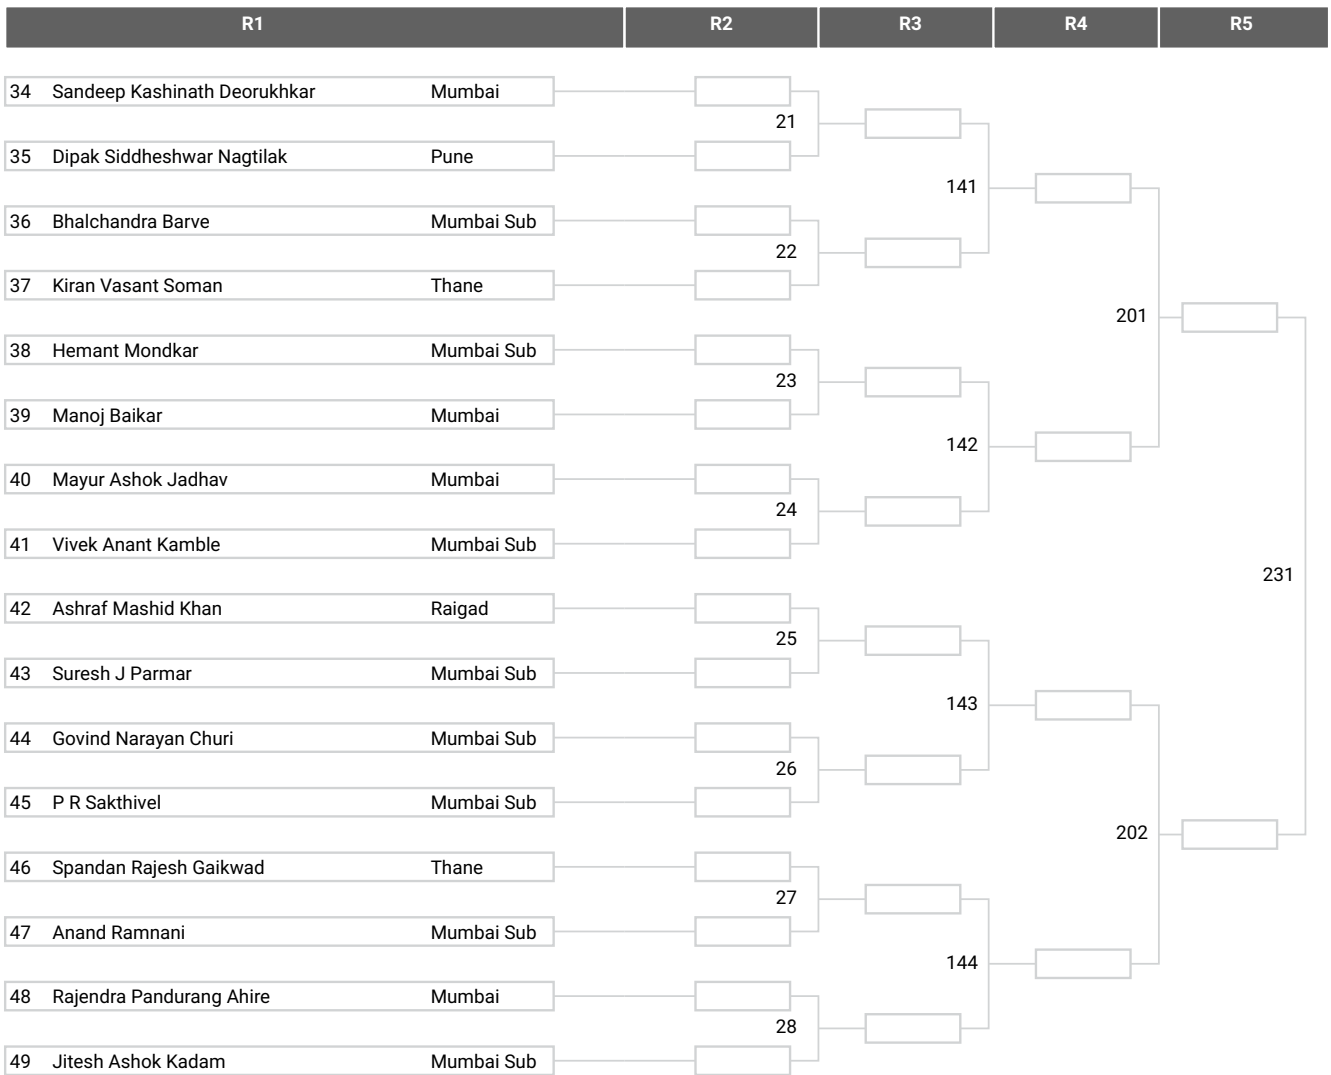 R1 R2 R3 R4 R5
34 Sandeep Kashinath Deorukhkar Mumbai
21
35 Dipak Siddheshwar Nagtilak Pune
141
36 Bhalchandra Barve Mumbai Sub
22
37 Kiran Vasant Soman Thane
201
38 Hemant Mondkar Mumbai Sub
23
39 Manoj Baikar Mumbai
142
40 Mayur Ashok Jadhav Mumbai
24
41 Vivek Anant Kamble Mumbai Sub
231
42 Ashraf Mashid Khan Raigad
25
43 Suresh J Parmar Mumbai Sub
143
44 Govind Narayan Churi Mumbai Sub
26
45 P R Sakthivel Mumbai Sub
202
46 Spandan Rajesh Gaikwad Thane
27
47 Anand Ramnani Mumbai Sub
144
48 Rajendra Pandurang Ahire Mumbai
28
49 Jitesh Ashok Kadam Mumbai Sub